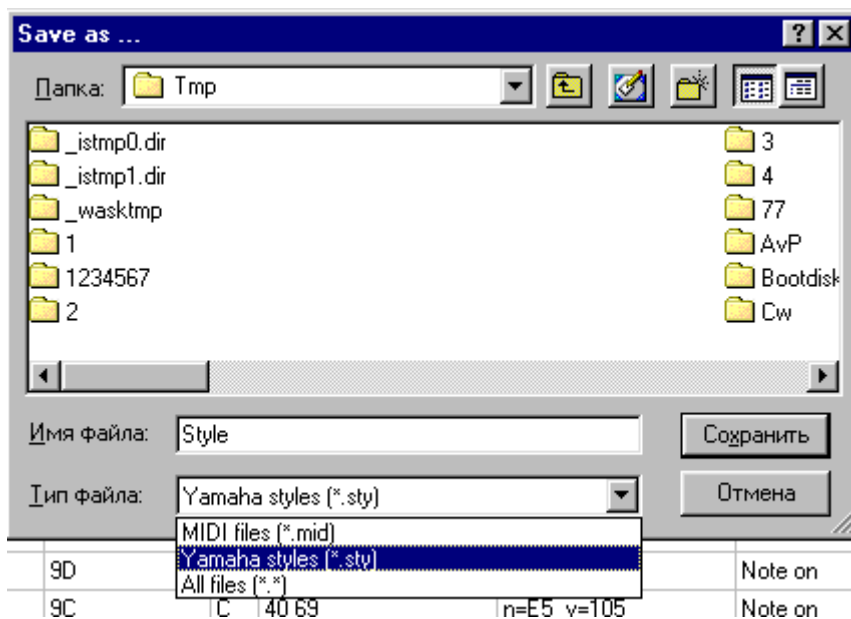 Save as ...
Папка: Tmp
_istmp0.dir
_istmp1.dir
_wasktmp
1
1234567
2
3
4
77
AvP
Bootdisk
Cw
Имя файла: Style Сохранить
Тип файла: Yamaha styles (*.sty) Отмена
MIDI files (*.mid)
Yamaha styles (*.sty)
All files (*.*)
9D Note on
9C C 40 69 n=E5 v=105 Note on